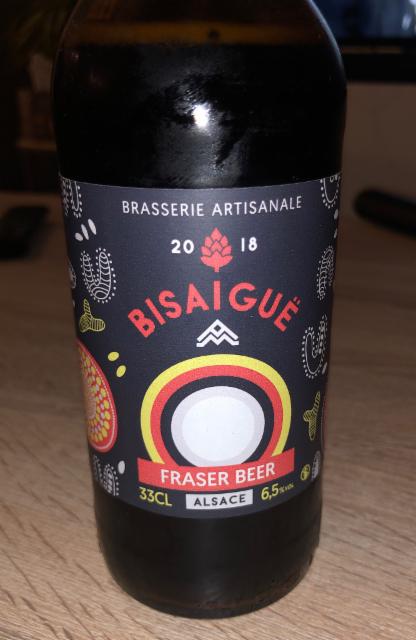 BRASSERIE ARTISANALE
20 18
BISAIGUË
FRASER BEER
33CL ALSACE 6,5%VOL